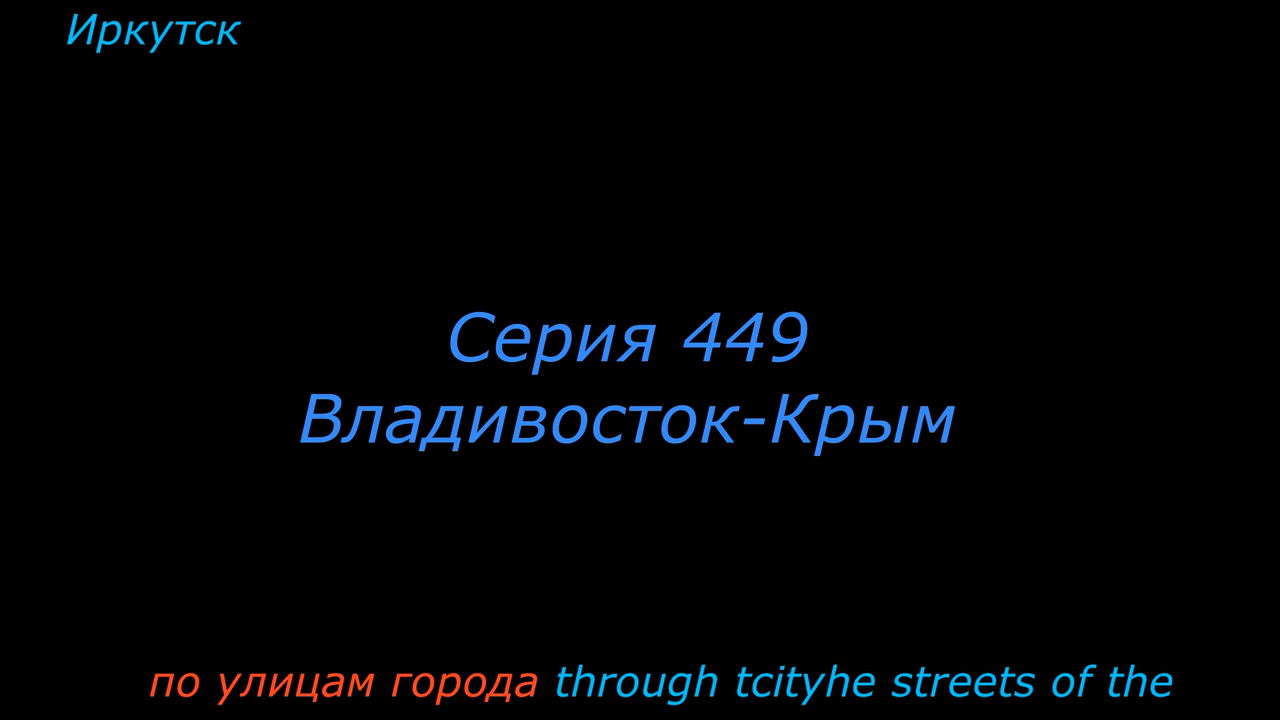 Иркутск
Серия 449
Владивосток-Крым
по улицам города through tcityhe streets of the